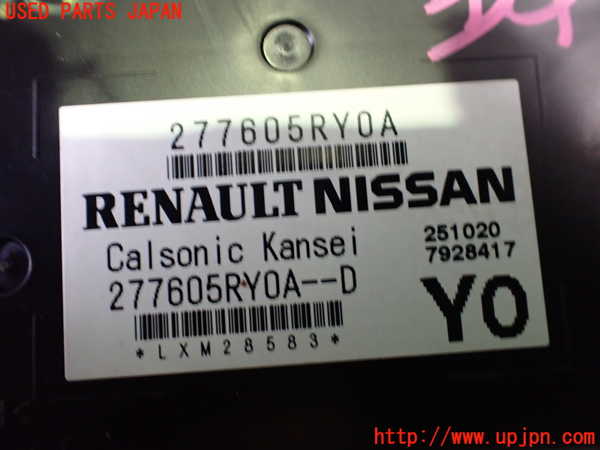 USED PARTS JAPAN
277605RY0A
RENAULT NISSAN
Calsonic Kansei
251020
7928417
277605RY0A--D
Y0
*LXM28583*
http://www.upjpn.com/